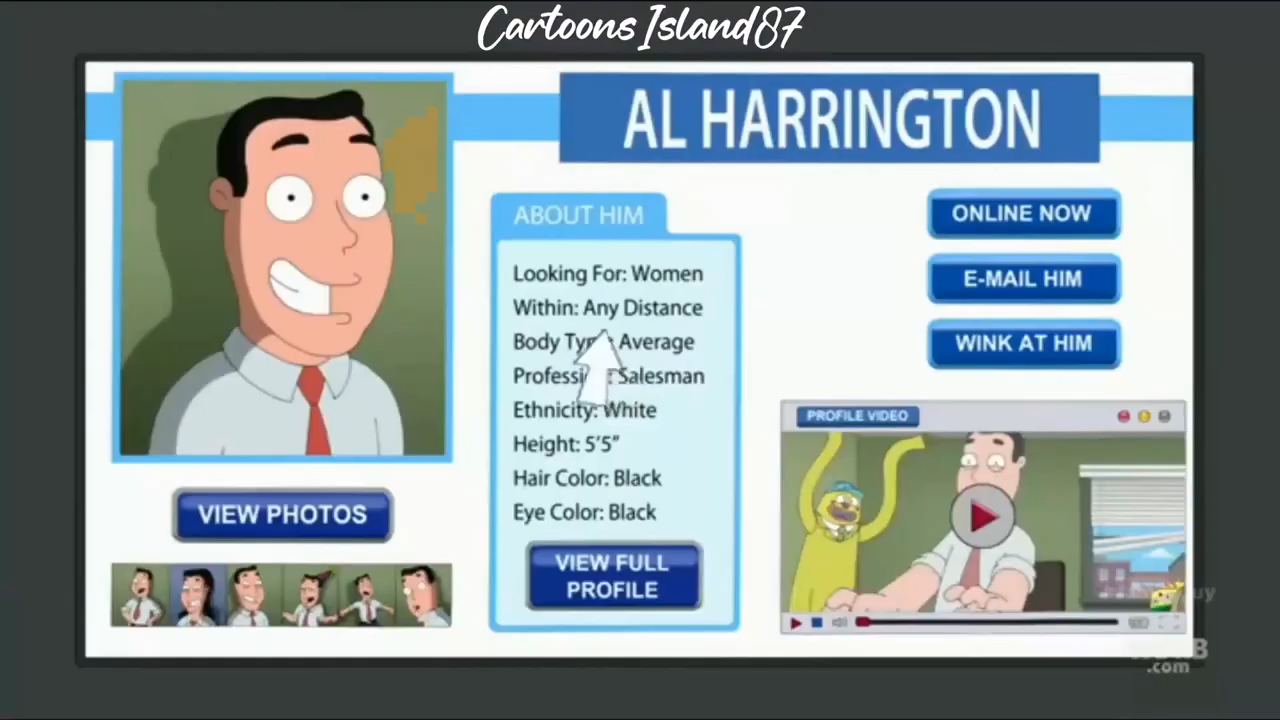 Cartoons Island87
AL HARRINGTON
ABOUT HIM
Looking For: Women
Within: Any Distance
Body Type: Average
Salesman
Ethnicity: White
Height: 5'5"
Hair Color: Black
Eye Color: Black
VIEW FULL
PROFILE
VIEW PHOTOS
ONLINE NOW
E-MAIL HIM
WINK AT HIM
PROFILE VIDEO
.com